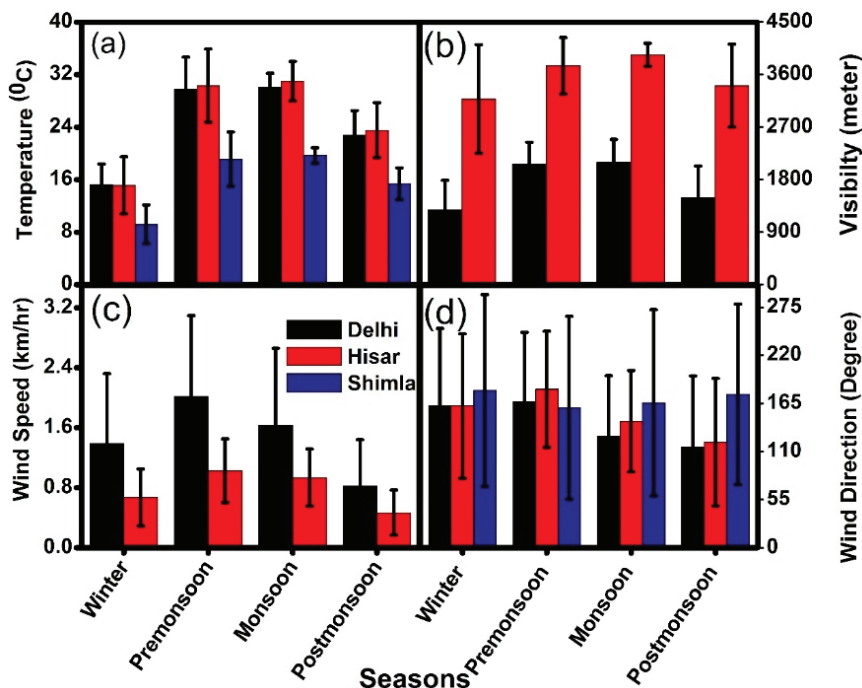 (a)
Temperature (0C)
40
32
24
16
8
0
(b)
4500
3600
2700
1800
900
0
Visibilty (meter)
(c)
Wind Speed (km/hr)
3.2
2.4
1.6
0.8
0.0
Delhi
Hisar
Shimla
(d)
275
220
165
110
55
0
Wind Direction (Degree)
Winter
Premonsoon
Monsoon
Postmonsoon
Winter
Premonsoon
Monsoon
Postmonsoon
Seasons